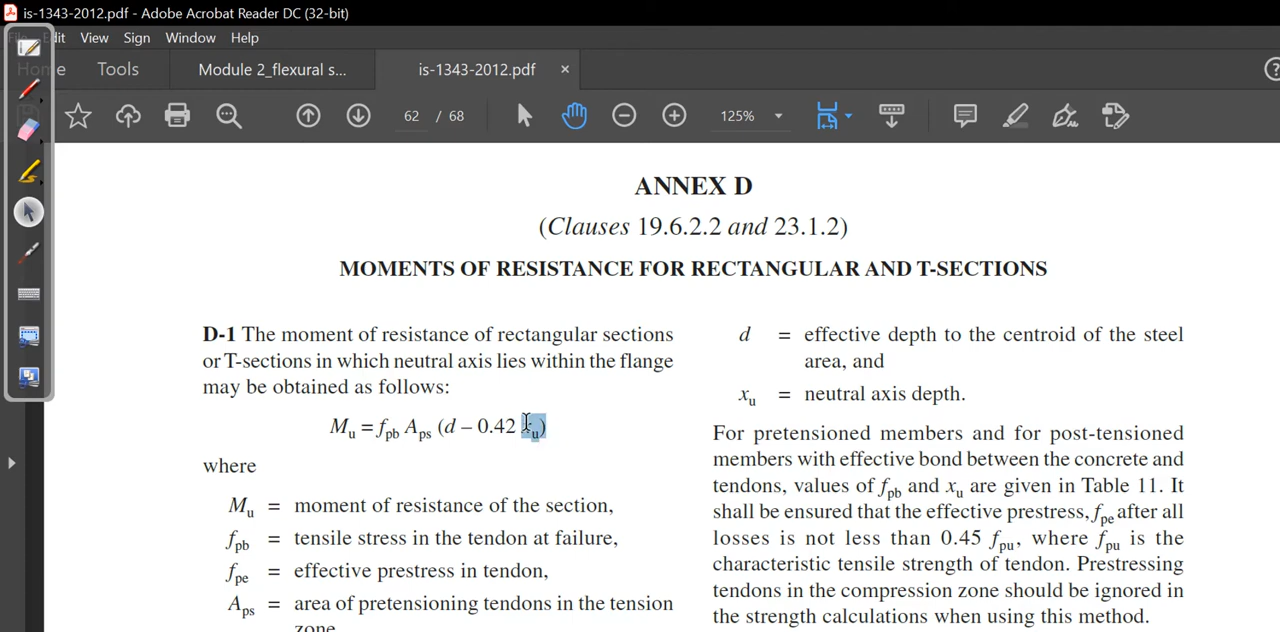 is-1343-2012.pdf - Adobe Acrobat Reader DC (32-bit)
File Edit View Sign Window Help
Home Tools Module 2_flexural s... is-1343-2012.pdf ×
62 / 68 125%
ANNEX D
(Clauses 19.6.2.2 and 23.1.2)
MOMENTS OF RESISTANCE FOR RECTANGULAR AND T-SECTIONS
D-1 The moment of resistance of rectangular sections
or T-sections in which neutral axis lies within the flange
may be obtained as follows:
Mu = fpb Aps (d – 0.42 xu)
where
Mu = moment of resistance of the section,
fpb = tensile stress in the tendon at failure,
fpe = effective prestress in tendon,
Aps = area of pretensioning tendons in the tension
zone
d = effective depth to the centroid of the steel
area, and
xu = neutral axis depth.
For pretensioned members and for post-tensioned
members with effective bond between the concrete and
tendons, values of fpb and xu are given in Table 11. It
shall be ensured that the effective prestress, fpe after all
losses is not less than 0.45 fpu, where fpu is the
characteristic tensile strength of tendon. Prestressing
tendons in the compression zone should be ignored in
the strength calculations when using this method.